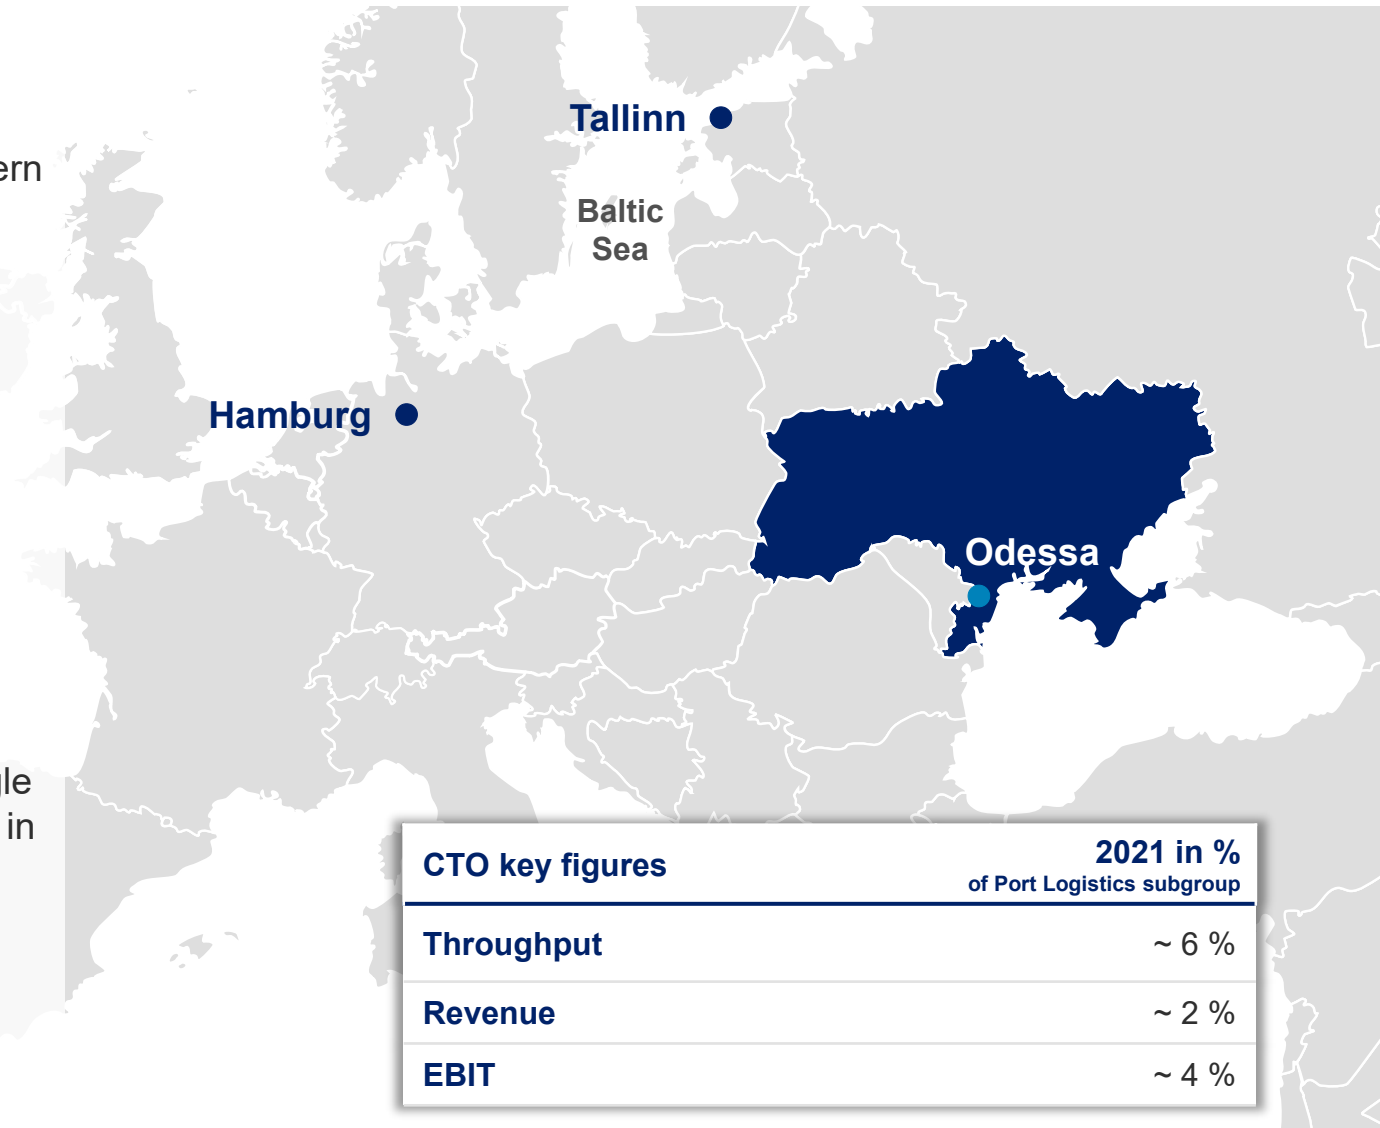 ern
Tallinn
Baltic
Sea
Hamburg
Odessa
gle
in
CTO key figures
2021 in %
of Port Logistics subgroup
Throughput ~ 6 %
Revenue ~ 2 %
EBIT ~ 4 %